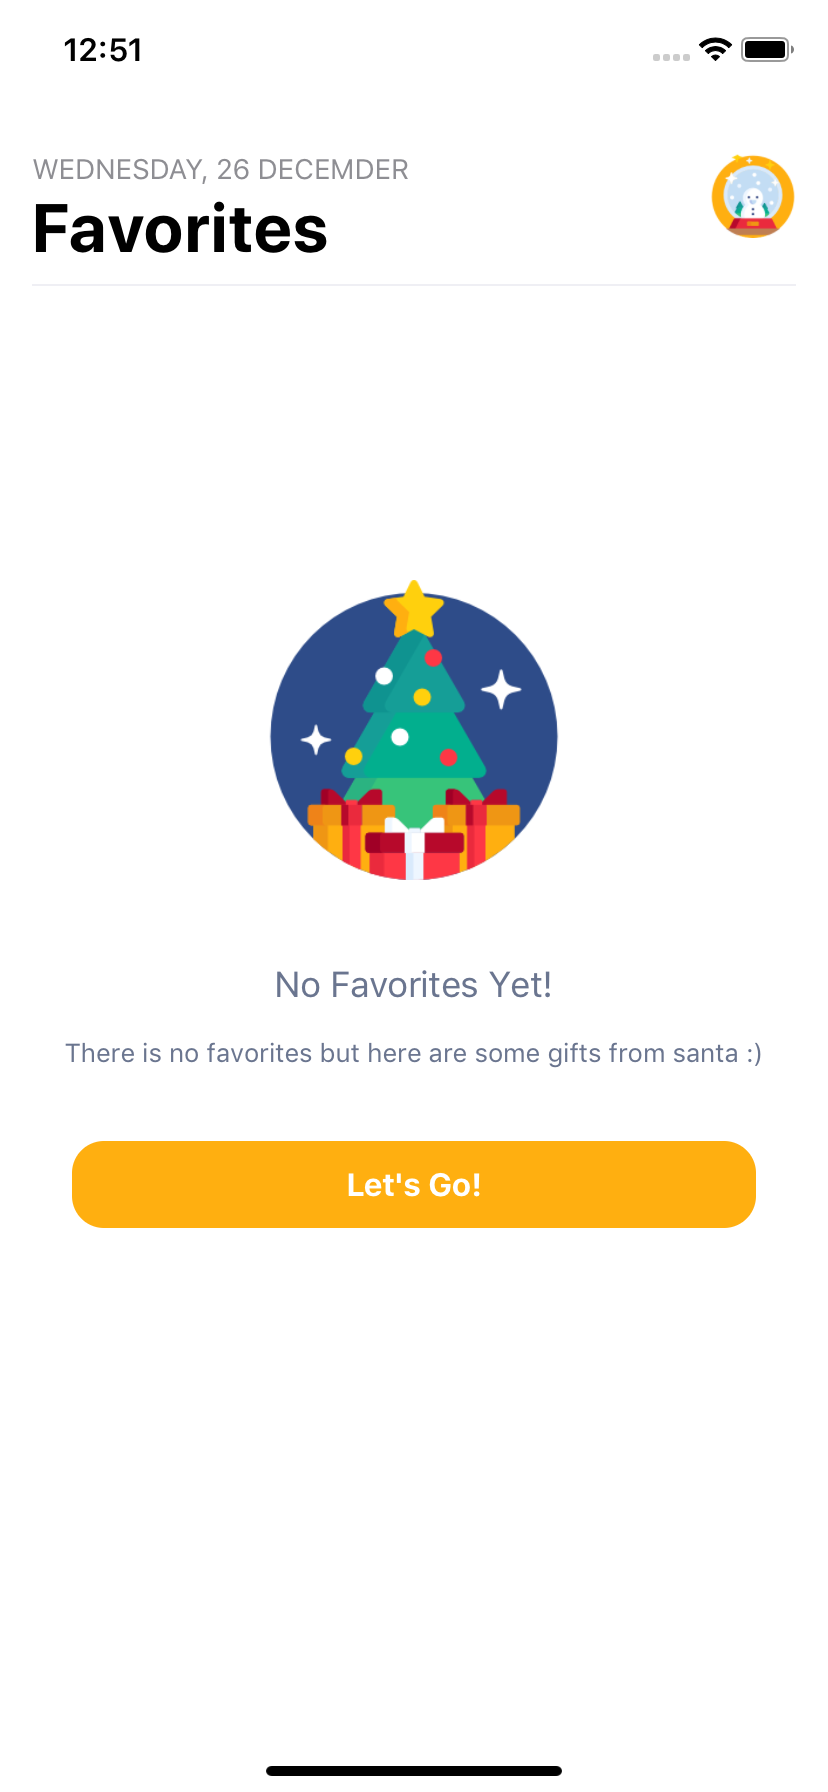 12:51
WEDNESDAY, 26 DECEMDER
Favorites
No Favorites Yet!
There is no favorites but here are some gifts from santa :)
Let's Go!